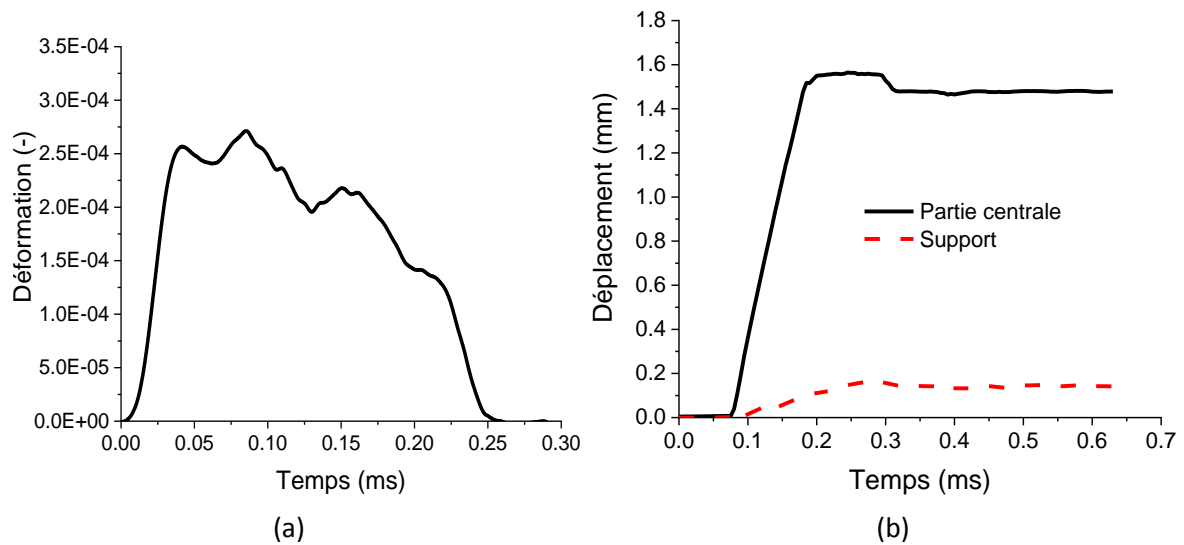 3.5E-04
3.0E-04
2.5E-04
2.0E-04
1.5E-04
1.0E-04
5.0E-05
0.0E+00
Déformation (-)
0.00 0.05 0.10 0.15 0.20 0.25 0.30
Temps (ms)
(a)
1.8
1.6
1.4
1.2
1.0
0.8
0.6
0.4
0.2
0.0
Déplacement (mm)
Partie centrale
Support
0.0 0.1 0.2 0.3 0.4 0.5 0.6 0.7
Temps (ms)
(b)